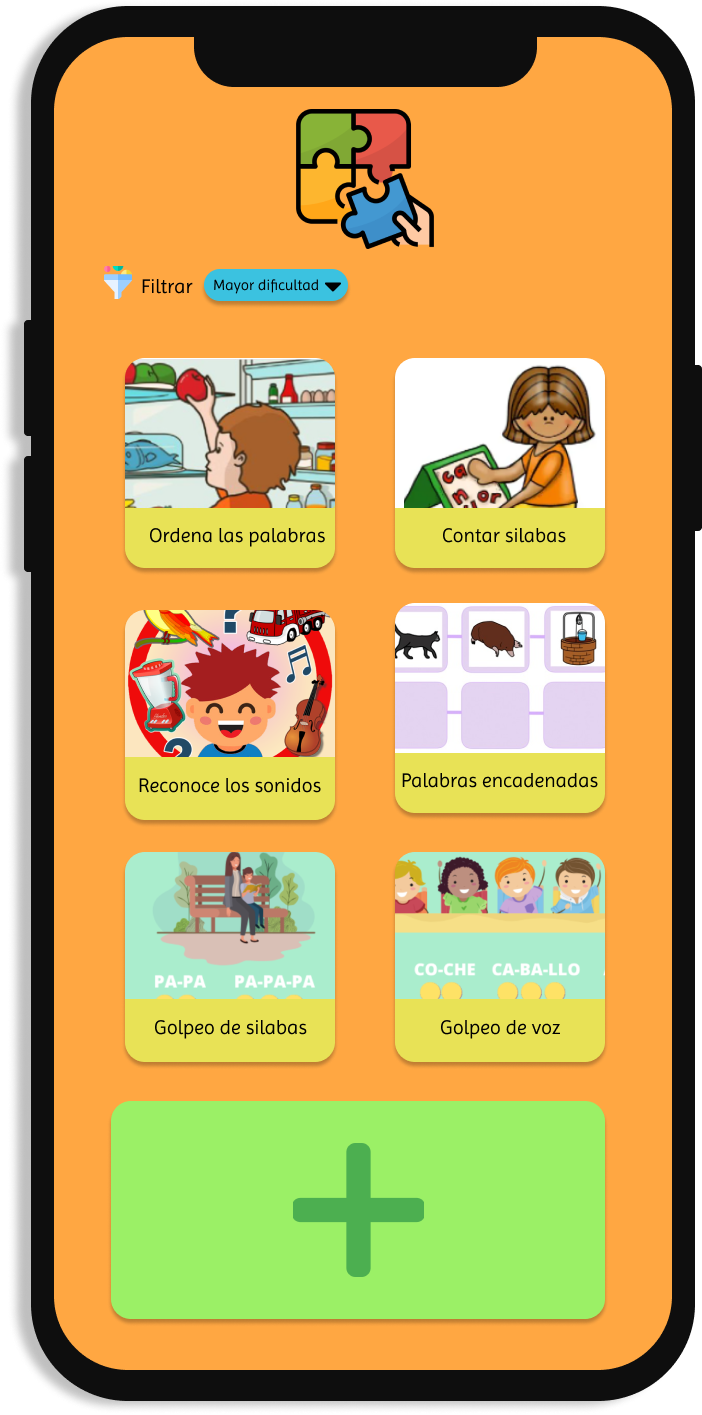 Filtrar
Mayor dificultad
Ordena las palabras
Contar silabas
?
Reconoce los sonidos
Palabras encadenadas
PA-PA PA-PA-PA
CO-CHE CA-BA-LLO
Golpeo de silabas
Golpeo de voz